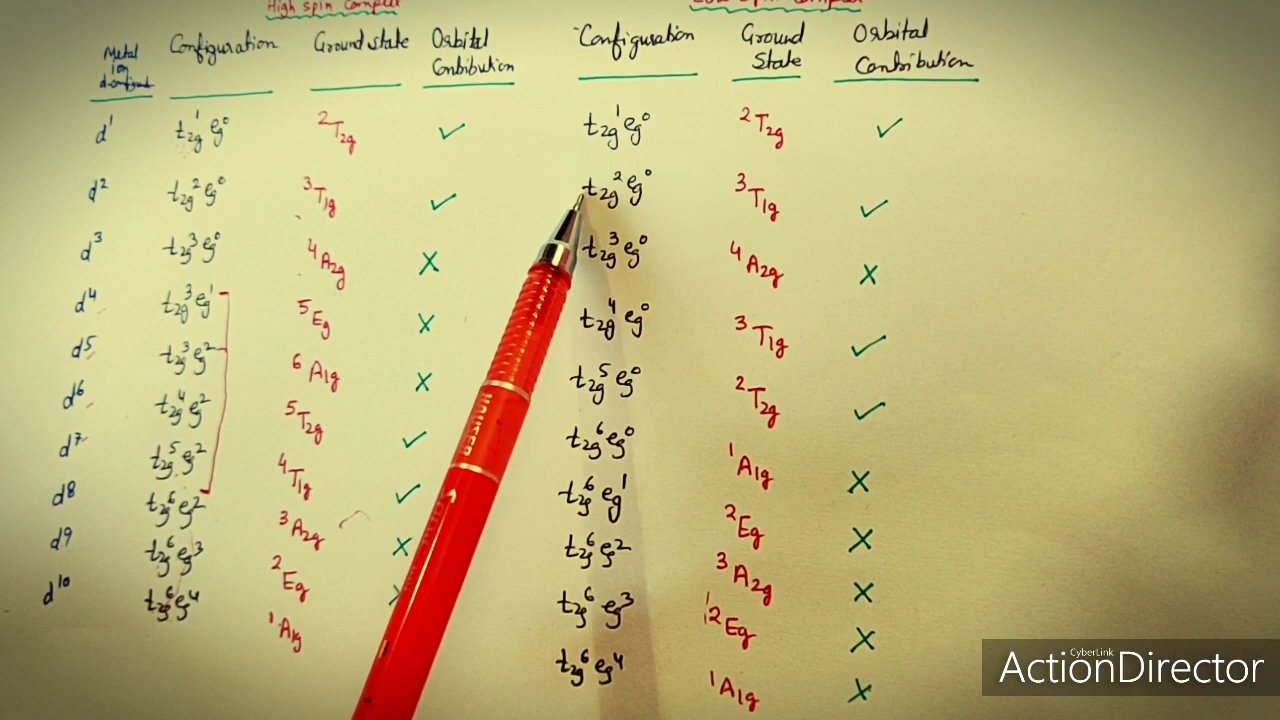 High spin Complex
Low spin Complex
Metal ion d-configⁿ Configuration Ground state Orbital Contribution Configuration Ground State Orbital Contribution
d¹ t₂g¹ eg⁰ ²T₂g ✓ t₂g¹ eg⁰ ²T₂g ✓
d² t₂g² eg⁰ ³T₁g ✓ t₂g² eg⁰ ³T₁g ✓
d³ t₂g³ eg⁰ ⁴A₂g ✗ t₂g³ eg⁰ ⁴A₂g ✗
d⁴ t₂g³ eg¹ ⁵Eg ✗ t₂g⁴ eg⁰ ³T₁g ✓
d⁵ t₂g³ eg² ⁶A₁g ✗ t₂g⁵ eg⁰ ²T₂g ✓
d⁶ t₂g⁴ eg² ⁵T₂g ✓ t₂g⁶ eg⁰ ¹A₁g ✗
d⁷ t₂g⁵ eg² ⁴T₁g ✓ t₂g⁶ eg¹ ²Eg ✗
d⁸ t₂g⁶ eg² ³A₂g ✗ t₂g⁶ eg² ³A₂g ✗
d⁹ t₂g⁶ eg³ ²Eg ✗ t₂g⁶ eg³ ²Eg ✗
d¹⁰ t₂g⁶ eg⁴ ¹A₁g t₂g⁶ eg⁴ ¹A₁g ✗
CyberLink
ActionDirector